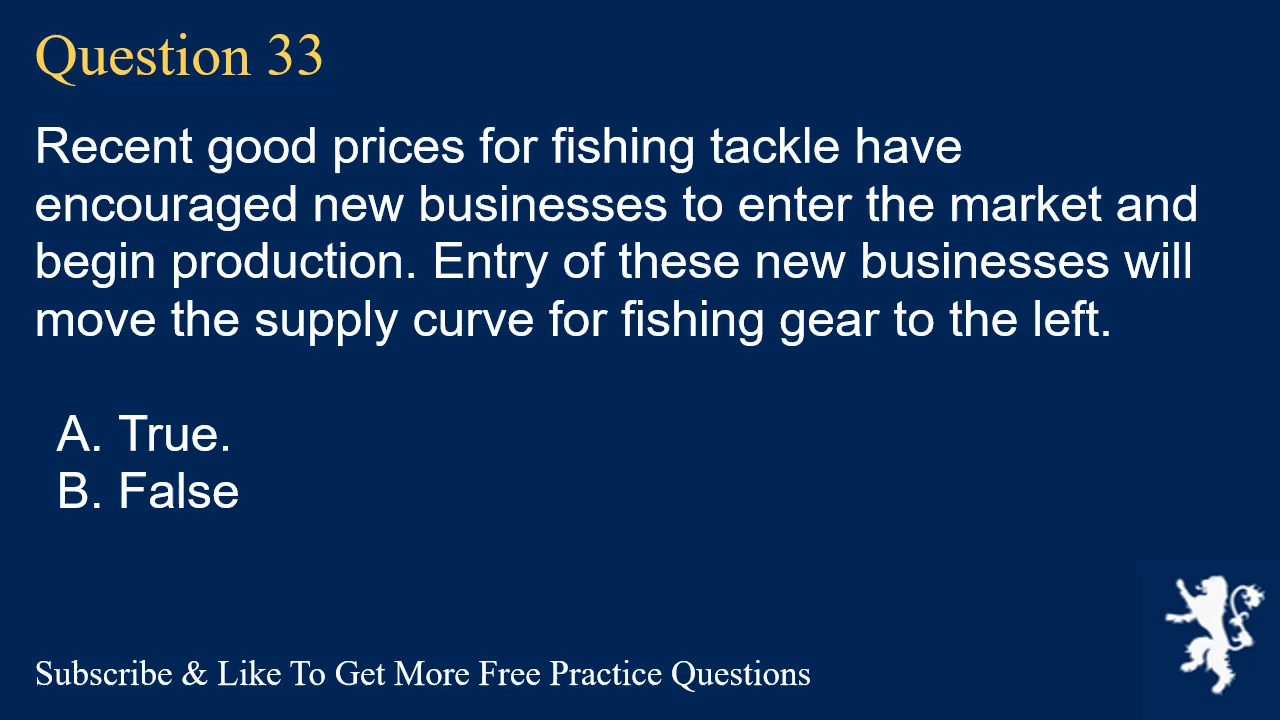 Question 33
Recent good prices for fishing tackle have
encouraged new businesses to enter the market and
begin production. Entry of these new businesses will
move the supply curve for fishing gear to the left.
A. True.
B. False
Subscribe & Like To Get More Free Practice Questions